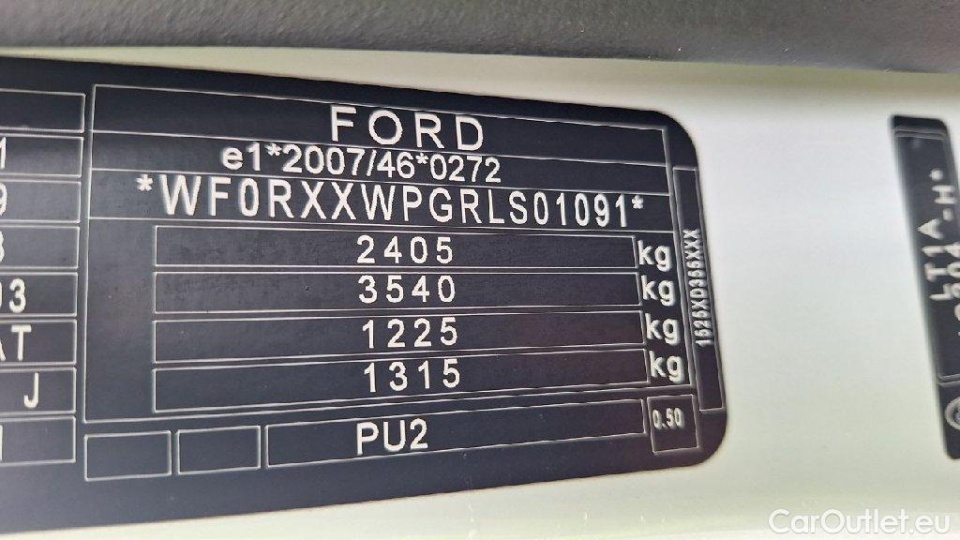 FORD
e1*2007/46*0272
*WF0RXXWPGRLS01091*
2405 kg
3540 kg
1225 kg
1315 kg
PU2
0.50
J
LT1A
CarOutlet.eu